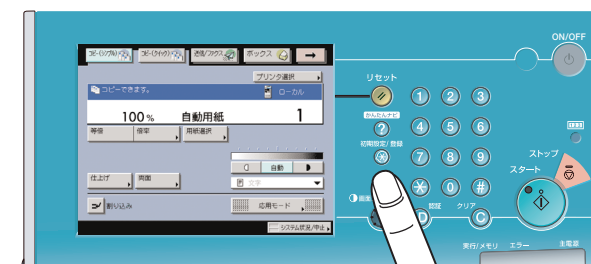 ON/OFF
コピー(シンプル)
コピー(クイック)
送信/ファクス
ボックス
プリンタ選択
コピーできます。
ローカル
100%
自動用紙
1
等倍
倍率
用紙選択
自動
文字
仕上げ
両面
割り込み
応用モード
システム状況/中止
リセット
1 2 3
かんたんナビ
? 4 5 6
初期設定/登録
7 8 9
ストップ
スタート
0 #
認証
クリア
ID
C
実行/メモリ
エラー
主電源